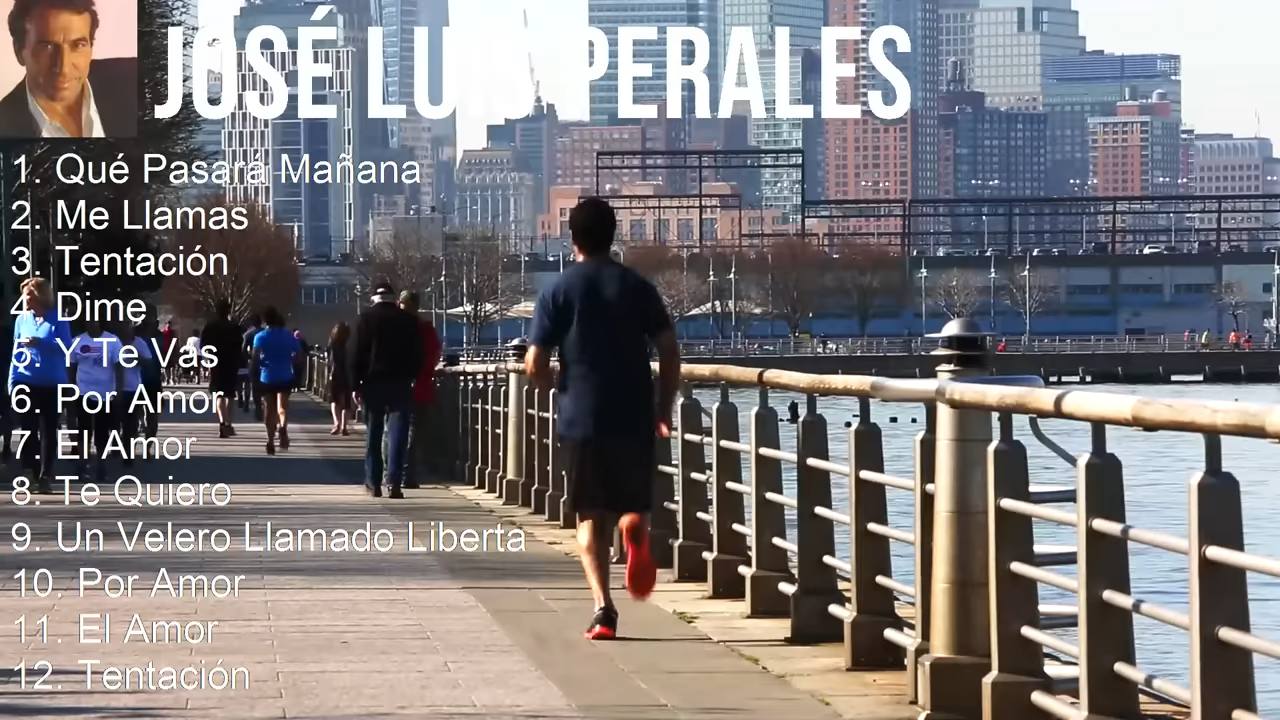 JOSÉ LUIS PERALES
1. Qué Pasará Mañana
2. Me Llamas
3. Tentación
4. Dime
5. Y Te Vas
6. Por Amor
7. El Amor
8. Te Quiero
9. Un Velero Llamado Liberta
10. Por Amor
11. El Amor
12. Tentación